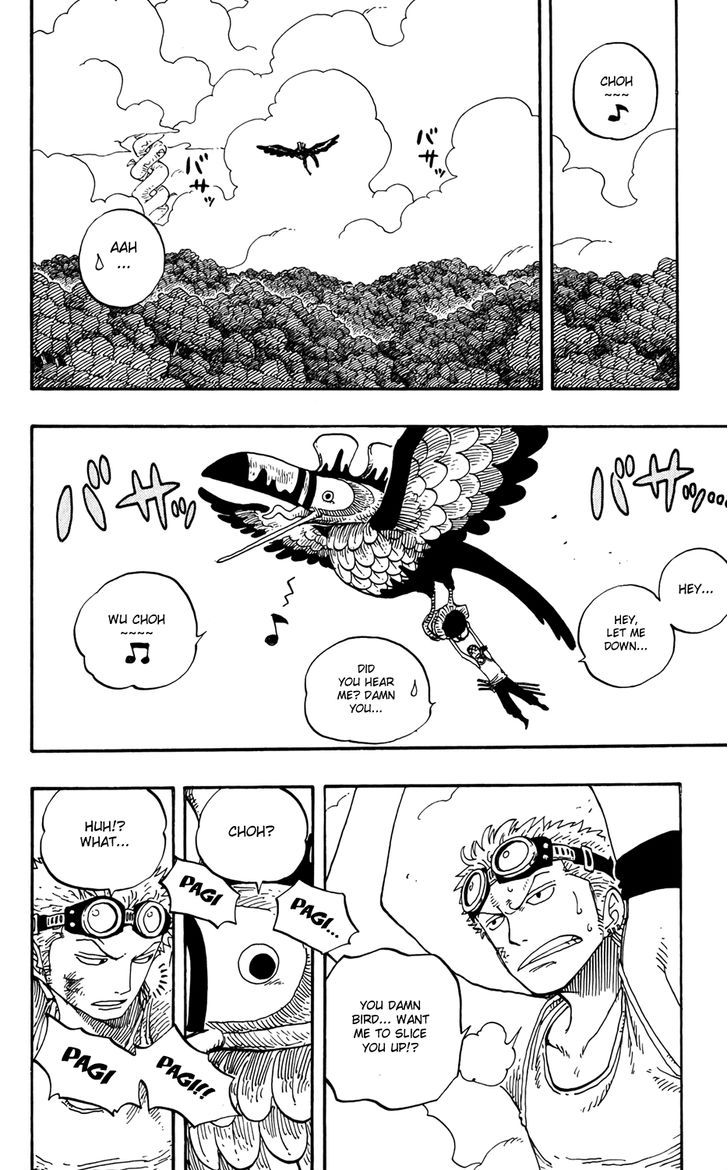 CHOH
~~~
♪
バサッ
バサッ
AAH
...
HEY...
HEY,
LET ME
DOWN...
バサッ...
DID
YOU HEAR
ME? DAMN
YOU...
WU CHOH
~~~~
♫
バサッ
YOU DAMN
BIRD... WANT
ME TO SLICE
YOU UP!?
CHOH?
PAGI...
PAGI
PAGI!!
HUH!?
WHAT...
PAGI